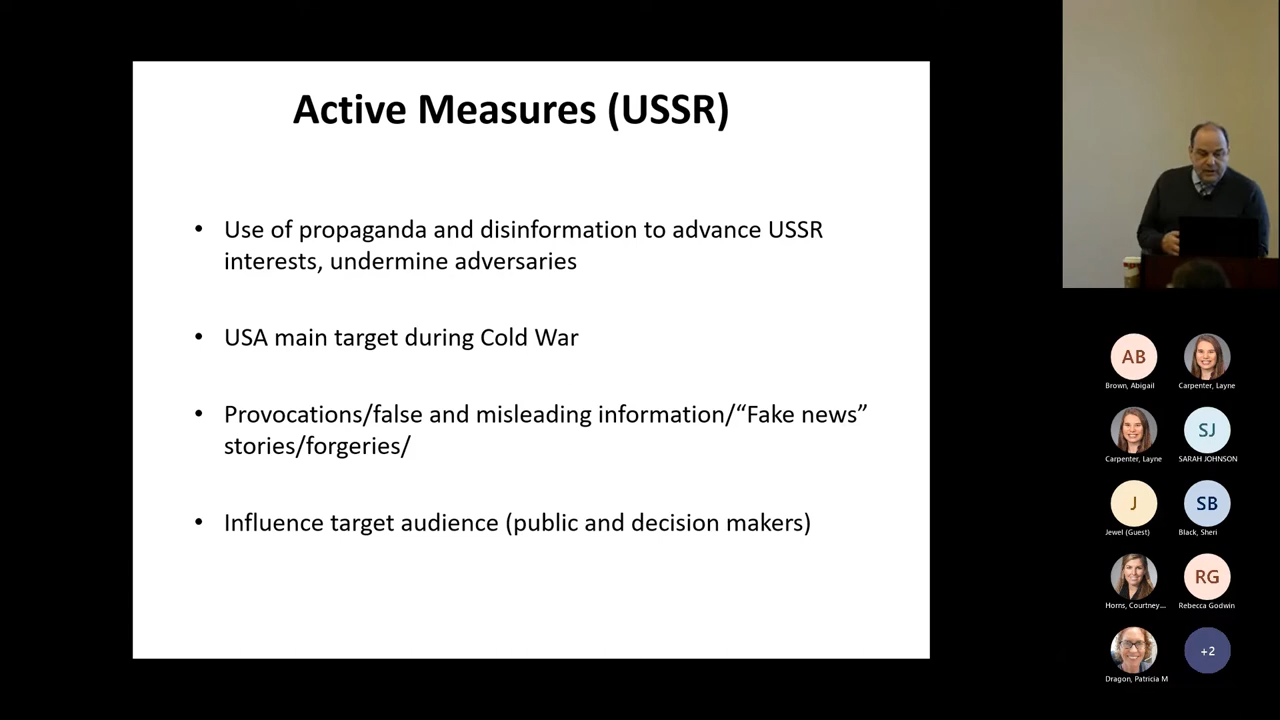 Active Measures (USSR)
• Use of propaganda and disinformation to advance USSR
interests, undermine adversaries
• USA main target during Cold War
• Provocations/false and misleading information/“Fake news”
stories/forgeries/
• Influence target audience (public and decision makers)
AB
Brown, Abigail
Carpenter, Layne
Carpenter, Layne
SJ
SARAH JOHNSON
J
Jewel (Guest)
SB
Black, Sheri
Horns, Courtney...
RG
Rebecca Godwin
Dragon, Patricia M
+2